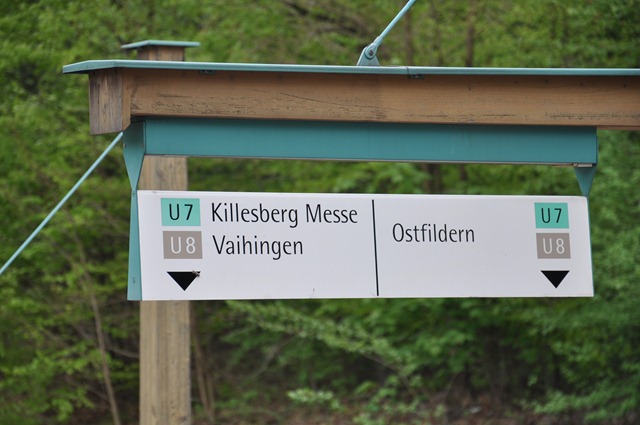 U7 Killesberg Messe
U8 Vaihingen
Ostfildern
U7
U8